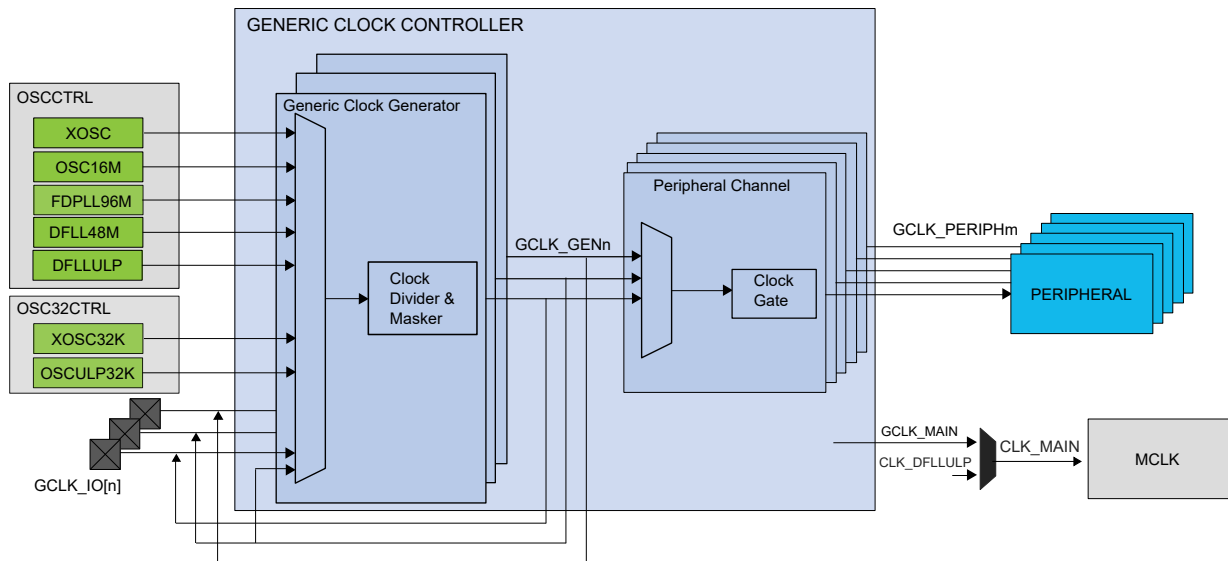 GENERIC CLOCK CONTROLLER
OSCCTRL
XOSC
OSC16M
FDPLL96M
DFLL48M
DFLLULP
OSC32CTRL
XOSC32K
OSCULP32K
GCLK_IO[n]
Generic Clock Generator
Clock
Divider &
Masker
GCLK_GENn
Peripheral Channel
Clock
Gate
GCLK_PERIPHm
PERIPHERAL
GCLK_MAIN
CLK_DFLLULP
CLK_MAIN
MCLK